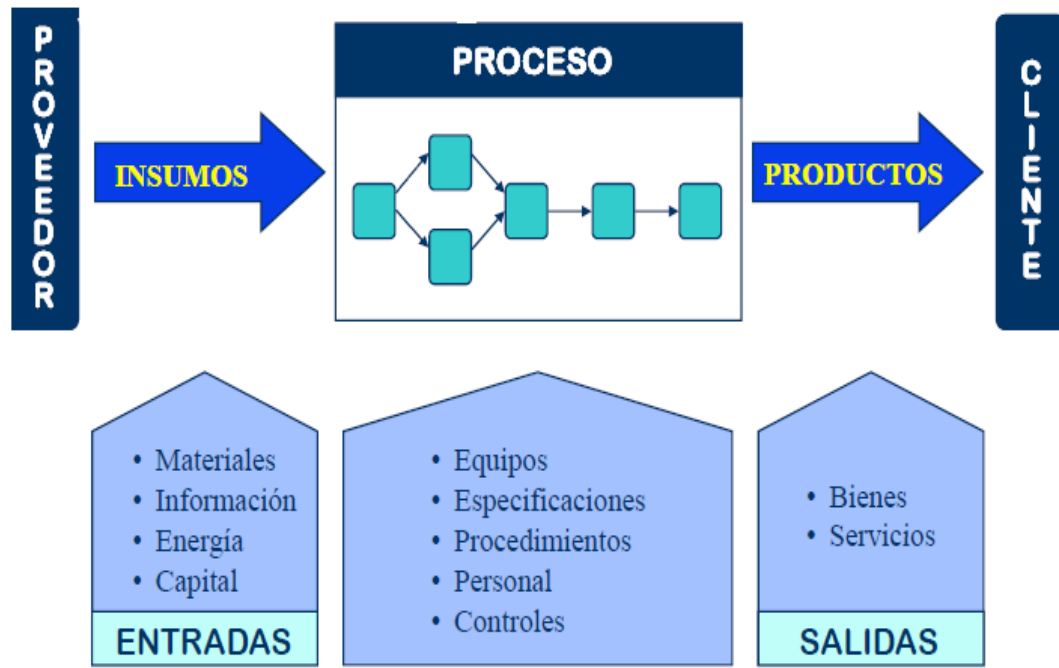 PROVEEDOR
INSUMOS
PROCESO
PRODUCTOS
CLIENTE
• Materiales
• Información
• Energía
• Capital
ENTRADAS
• Equipos
• Especificaciones
• Procedimientos
• Personal
• Controles
• Bienes
• Servicios
SALIDAS